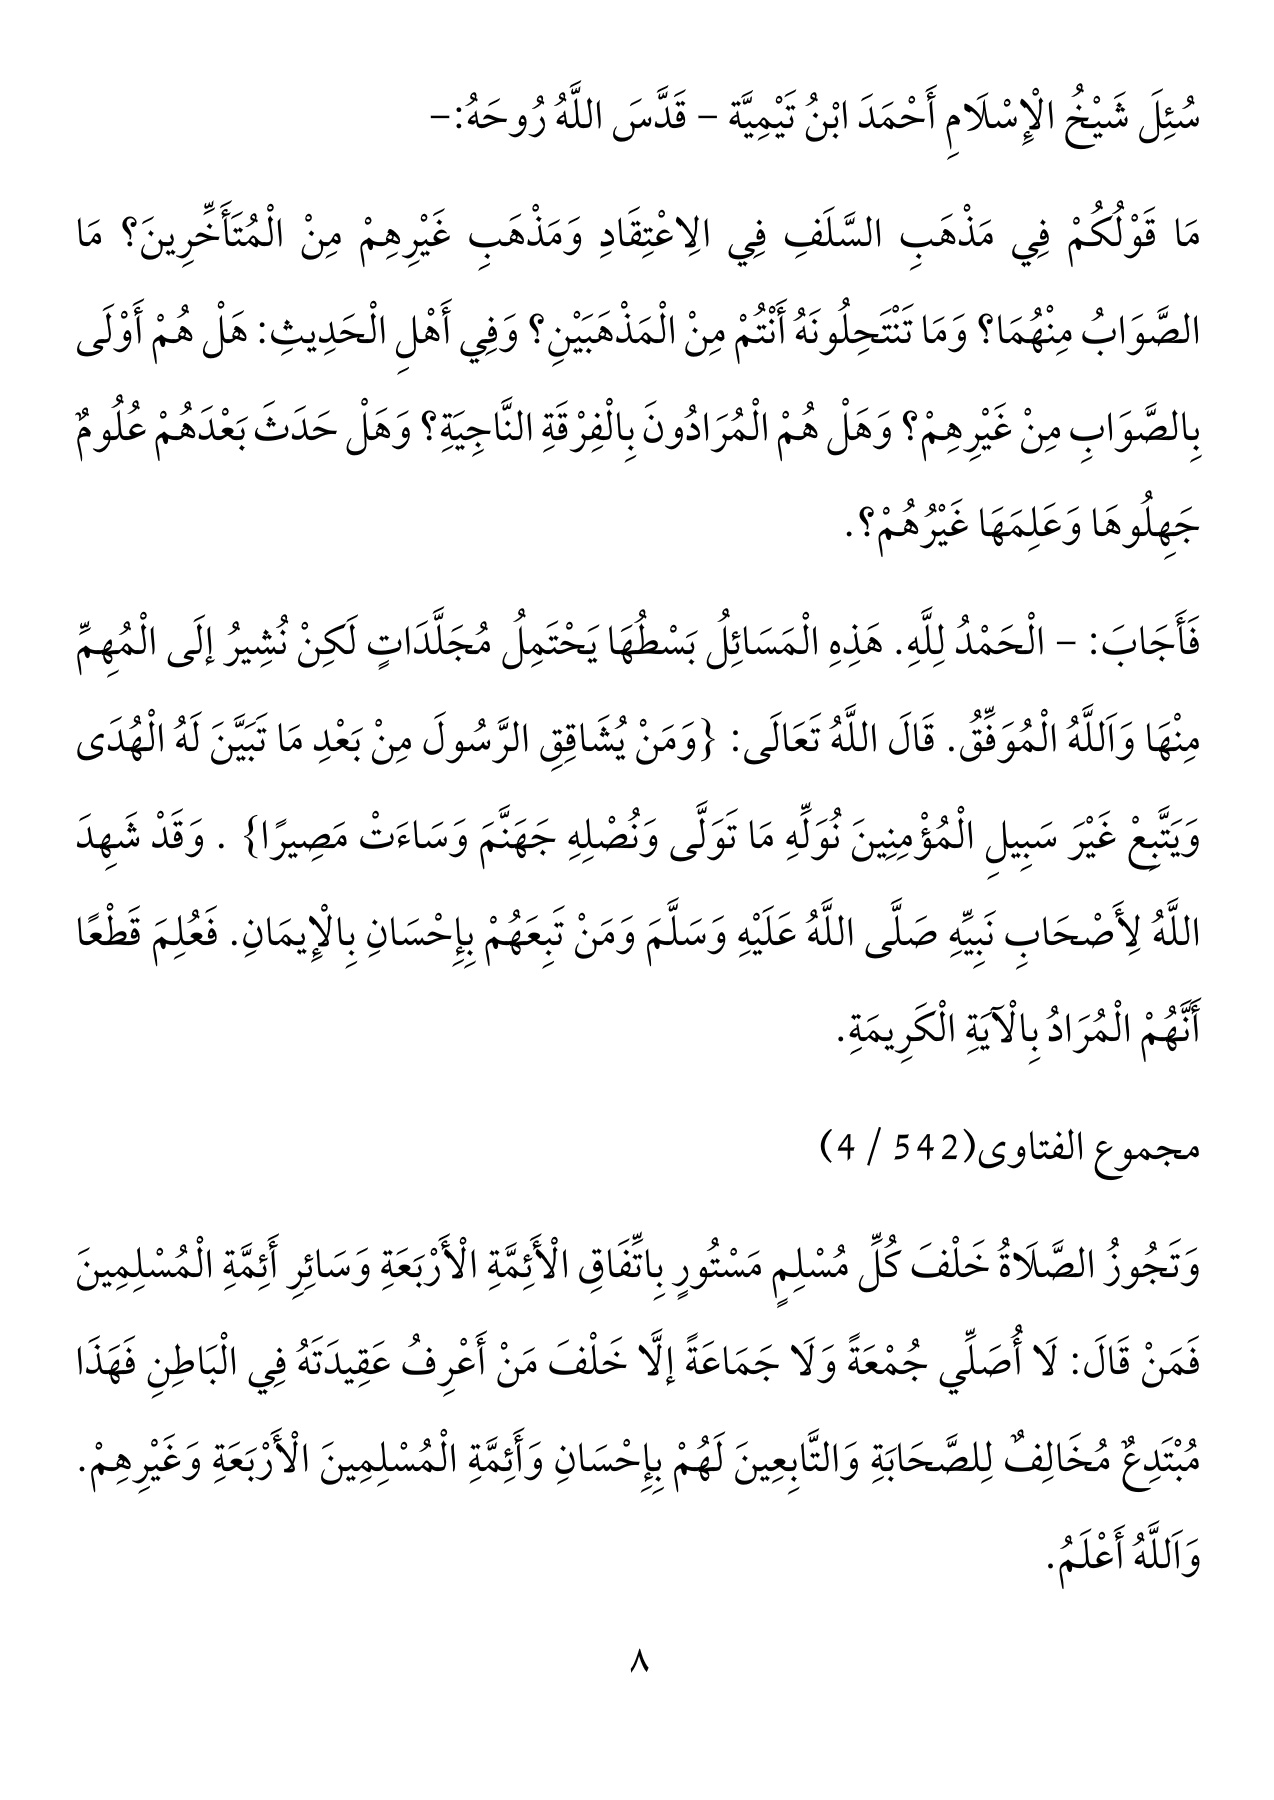 سُئِلَ شَيْخُ الْإِسْلَامِ أَحْمَدَ ابْنُ تَيْمِيَّة – قَدَّسَ اللَّهُ رُوحَهُ:–
مَا قَوْلُكُمْ فِي مَذْهَبِ السَّلَفِ فِي الِاعْتِقَادِ وَمَذْهَبِ غَيْرِهِمْ مِنْ الْمُتَأَخِّرِينَ؟ مَا
الصَّوَابُ مِنْهُمَا؟ وَمَا تَنْتَحِلُونَهُ أَنْتُمْ مِنْ الْمَذْهَبَيْنِ؟ وَفِي أَهْلِ الْحَدِيثِ: هَلْ هُمْ أَوْلَى
بِالصَّوَابِ مِنْ غَيْرِهِمْ؟ وَهَلْ هُمْ الْمُرَادُونَ بِالْفِرْقَةِ النَّاجِيَةِ؟ وَهَلْ حَدَثَ بَعْدَهُمْ عُلُومٌ
جَهِلُوهَا وَعَلِمَهَا غَيْرُهُمْ؟.
فَأَجَابَ: – الْحَمْدُ لِلَّهِ. هَذِهِ الْمَسَائِلُ بَسْطُهَا يَحْتَمِلُ مُجَلَّدَاتٍ لَكِنْ نُشِيرُ إلَى الْمُهِمِّ
مِنْهَا وَاَللَّهُ الْمُوَفِّقُ. قَالَ اللَّهُ تَعَالَى: {وَمَنْ يُشَاقِقِ الرَّسُولَ مِنْ بَعْدِ مَا تَبَيَّنَ لَهُ الْهُدَى
وَيَتَّبِعْ غَيْرَ سَبِيلِ الْمُؤْمِنِينَ نُوَلِّهِ مَا تَوَلَّى وَنُصْلِهِ جَهَنَّمَ وَسَاءَتْ مَصِيرًا} . وَقَدْ شَهِدَ
اللَّهُ لِأَصْحَابِ نَبِيِّهِ صَلَّى اللَّهُ عَلَيْهِ وَسَلَّمَ وَمَنْ تَبِعَهُمْ بِإِحْسَانِ بِالْإِيمَانِ. فَعُلِمَ قَطْعًا
أَنَّهُمْ الْمُرَادُ بِالْآيَةِ الْكَرِيمَةِ.
مجموع الفتاوى(542 / 4)
وَتَجُوزُ الصَّلَاةُ خَلْفَ كُلِّ مُسْلِمٍ مَسْتُورٍ بِاتِّفَاقِ الْأَئِمَّةِ الْأَرْبَعَةِ وَسَائِرِ أَئِمَّةِ الْمُسْلِمِينَ
فَمَنْ قَالَ: لَا أُصَلِّي جُمْعَةً وَلَا جَمَاعَةً إلَّا خَلْفَ مَنْ أَعْرِفُ عَقِيدَتَهُ فِي الْبَاطِنِ فَهَذَا
مُبْتَدِعٌ مُخَالِفٌ لِلصَّحَابَةِ وَالتَّابِعِينَ لَهُمْ بِإِحْسَانِ وَأَئِمَّةِ الْمُسْلِمِينَ الْأَرْبَعَةِ وَغَيْرِهِمْ.
وَاَللَّهُ أَعْلَمُ.
٨